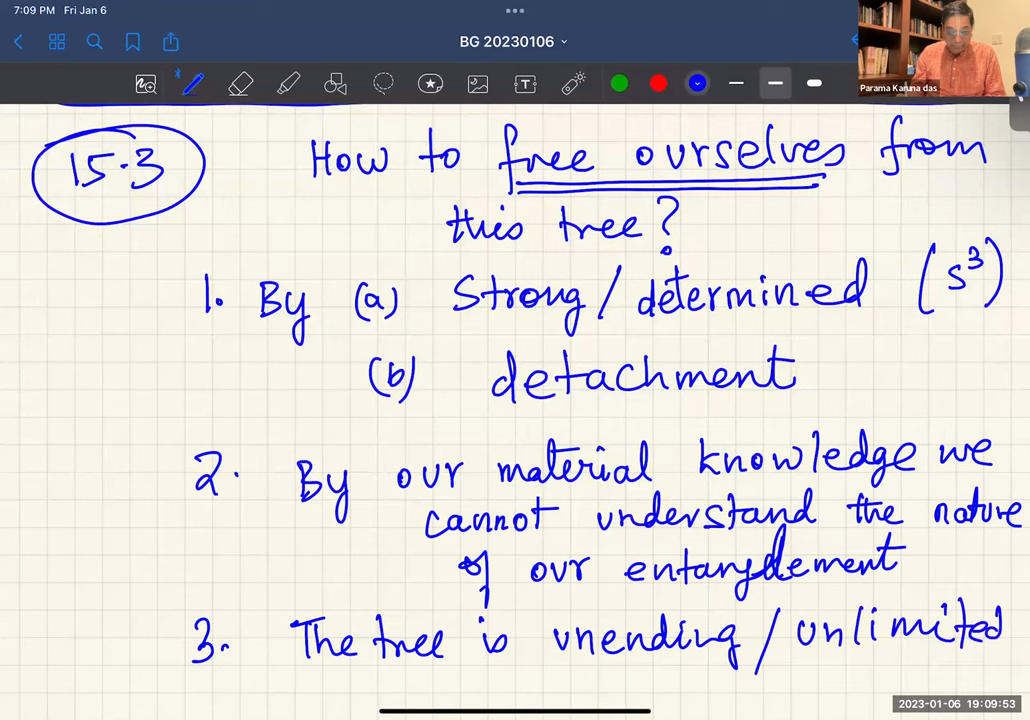 7:09 PM Fri Jan 6
BG 20230106
Parama Karuna das
15.3 How to free ourselves from
this tree?
1. By (a) Strong/determined (s³)
(b) detachment
2. By our material knowledge we
cannot understand the nature
of our entanglement
3. The tree is unending/unlimited
2023-01-06 19:09:53